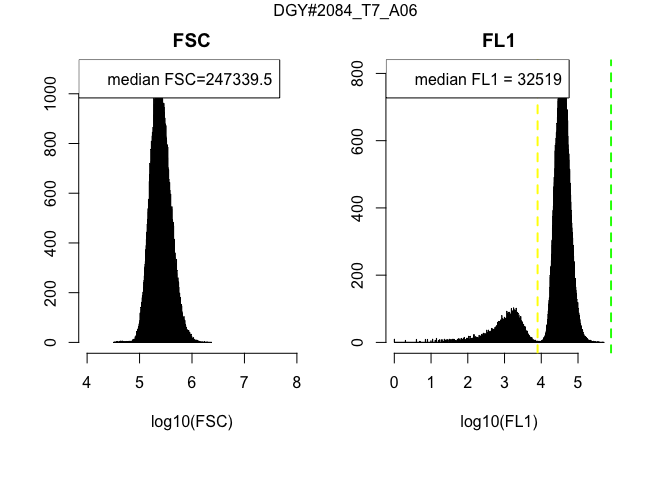 DGY#2084_T7_A06
FSC
median FSC=247339.5
0 200 400 600 800 1000
4 5 6 7 8
log10(FSC)
FL1
median FL1 = 32519
0 200 400 600 800
0 1 2 3 4 5
log10(FL1)